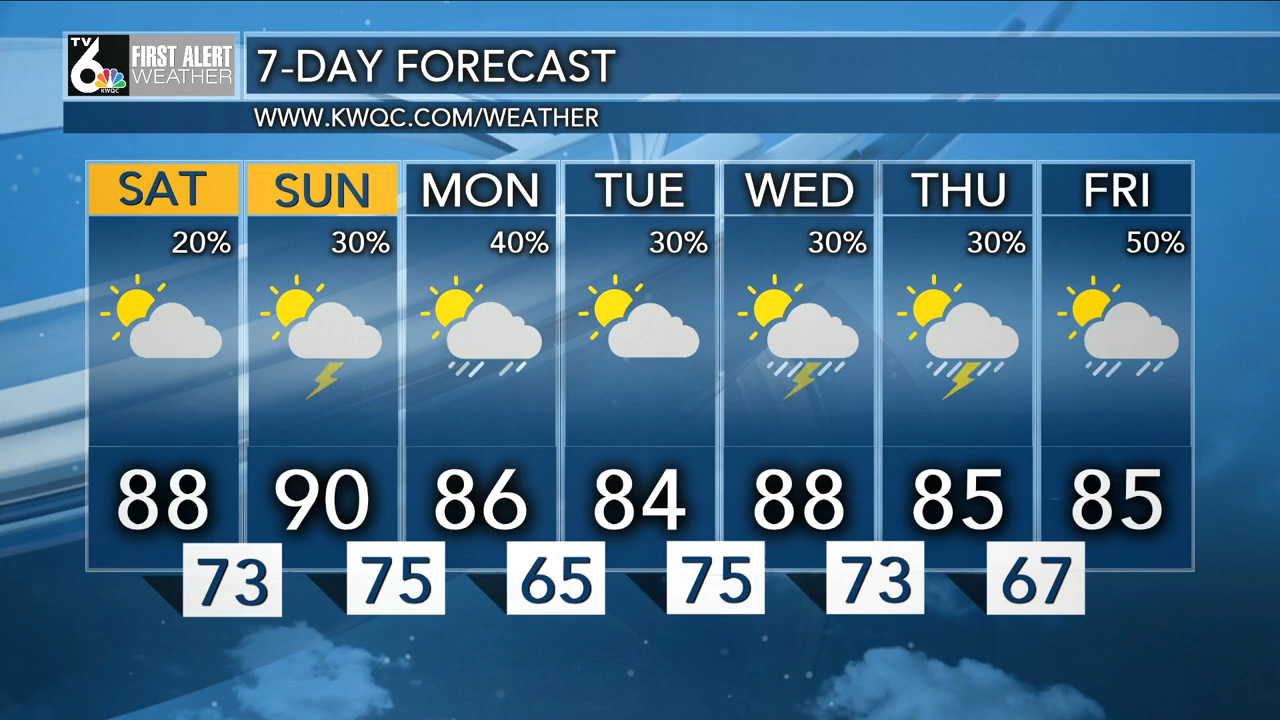 TV
6
KWQC
FIRST ALERT
WEATHER
7-DAY FORECAST
WWW.KWQC.COM/WEATHER
SAT SUN MON TUE WED THU FRI
20% 30% 40% 30% 30% 30% 50%
88 90 86 84 88 85 85
73 75 65 75 73 67